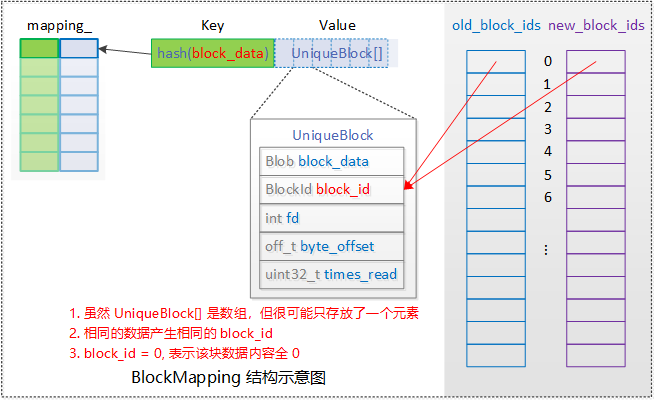 mapping_
Key
Value
old_block_ids
new_block_ids
hash(block_data)
UniqueBlock[]
0
1
2
3
4
5
6
⋮
UniqueBlock
Blob block_data
BlockId block_id
int fd
off_t byte_offset
uint32_t times_read
1. 虽然 UniqueBlock[] 是数组，但很可能只存放了一个元素
2. 相同的数据产生相同的 block_id
3. block_id = 0, 表示该块数据内容全 0
BlockMapping 结构示意图